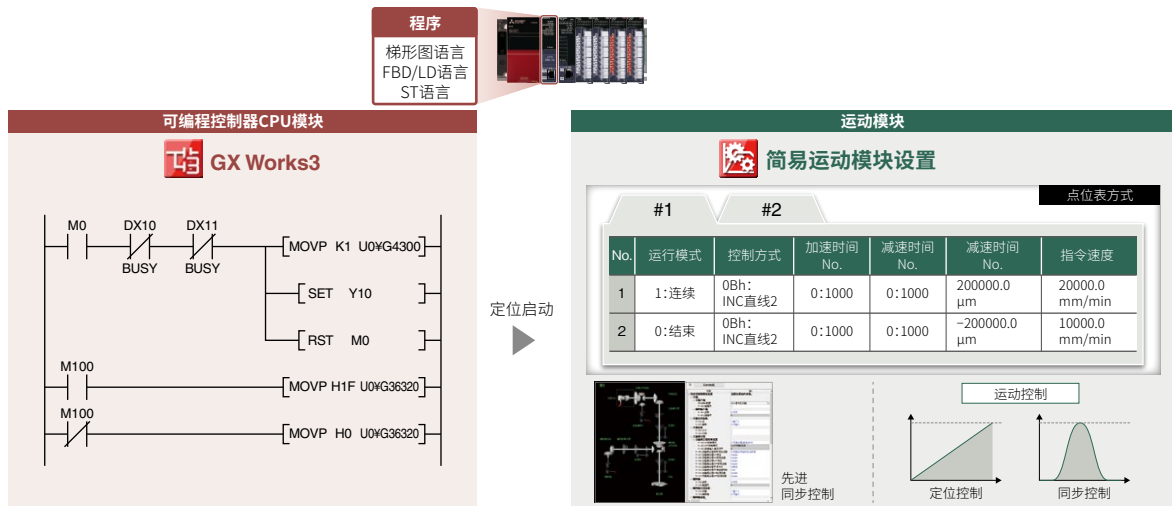 程序
梯形图语言
FBD/LD语言
ST语言
可编程控制器CPU模块
GX Works3
M0 DX10 DX11
BUSY BUSY
MOVP K1 U0¥G4300
SET Y10
RST M0
M100
MOVP H1F U0¥G36320
M100
MOVP H0 U0¥G36320
定位启动
运动模块
简易运动模块设置
点位表方式
#1 #2
No. 运行模式 控制方式 加速时间 No. 减速时间 No. 减速时间 No. 指令速度
1 1:连续 0Bh: INC直线2 0:1000 0:1000 200000.0 μm 20000.0 mm/min
2 0:结束 0Bh: INC直线2 0:1000 0:1000 -200000.0 μm 10000.0 mm/min
先进
同步控制
运动控制
定位控制 同步控制